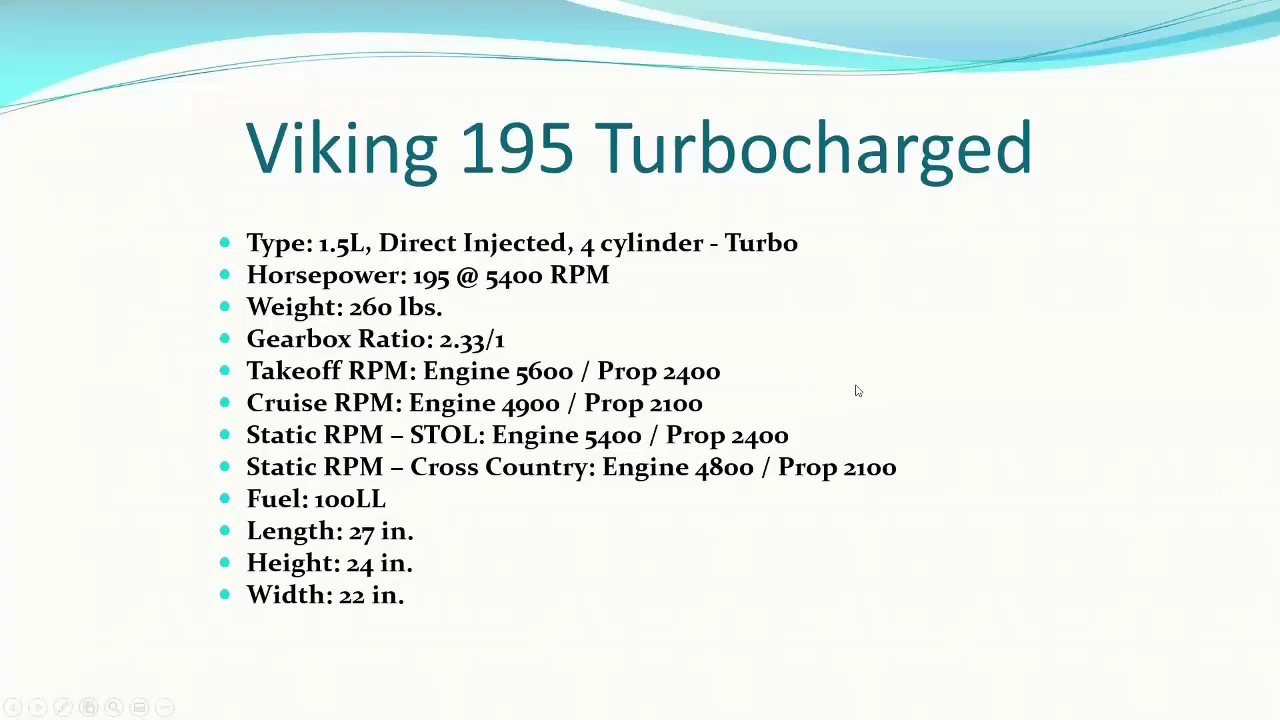 Viking 195 Turbocharged
Type: 1.5L, Direct Injected, 4 cylinder - Turbo
Horsepower: 195 @ 5400 RPM
Weight: 260 lbs.
Gearbox Ratio: 2.33/1
Takeoff RPM: Engine 5600 / Prop 2400
Cruise RPM: Engine 4900 / Prop 2100
Static RPM – STOL: Engine 5400 / Prop 2400
Static RPM – Cross Country: Engine 4800 / Prop 2100
Fuel: 100LL
Length: 27 in.
Height: 24 in.
Width: 22 in.